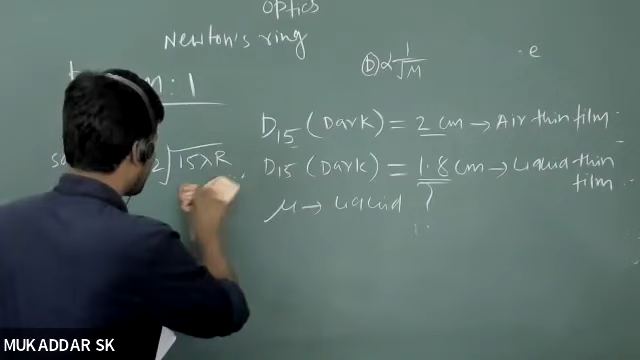 Optics
Newton's ring
D ∝ 1/√μ
e
: 1
D15 (Dark) = 2 cm → Air thin film.
2√15λR
D15 (Dark) = 1.8 cm → Liquid thin film.
μ → liquid ?
MUKADDAR SK